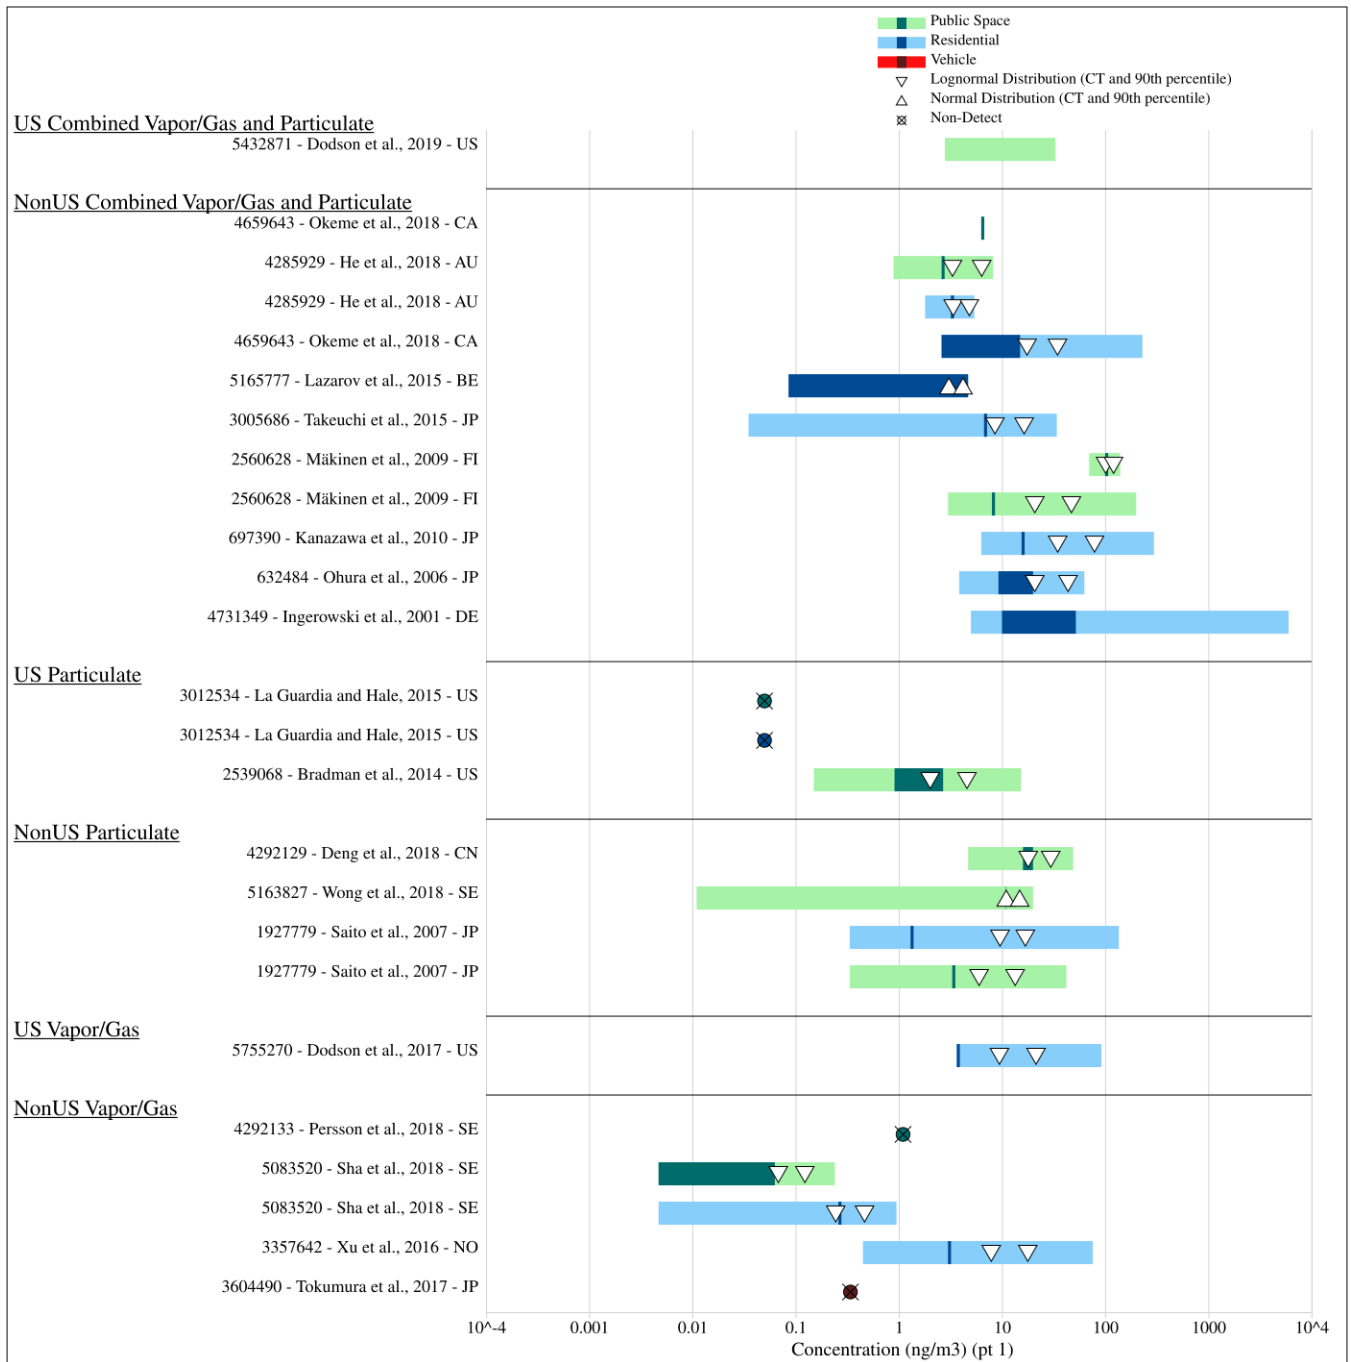 Public Space
Residential
Vehicle
Lognormal Distribution (CT and 90th percentile)
Normal Distribution (CT and 90th percentile)
Non-Detect
US Combined Vapor/Gas and Particulate
5432871 - Dodson et al., 2019 - US
NonUS Combined Vapor/Gas and Particulate
4659643 - Okeme et al., 2018 - CA
4285929 - He et al., 2018 - AU
4285929 - He et al., 2018 - AU
4659643 - Okeme et al., 2018 - CA
5165777 - Lazarov et al., 2015 - BE
3005686 - Takeuchi et al., 2015 - JP
2560628 - Mäkinen et al., 2009 - FI
2560628 - Mäkinen et al., 2009 - FI
697390 - Kanazawa et al., 2010 - JP
632484 - Ohura et al., 2006 - JP
4731349 - Ingerowski et al., 2001 - DE
US Particulate
3012534 - La Guardia and Hale, 2015 - US
3012534 - La Guardia and Hale, 2015 - US
2539068 - Bradman et al., 2014 - US
NonUS Particulate
4292129 - Deng et al., 2018 - CN
5163827 - Wong et al., 2018 - SE
1927779 - Saito et al., 2007 - JP
1927779 - Saito et al., 2007 - JP
US Vapor/Gas
5755270 - Dodson et al., 2017 - US
NonUS Vapor/Gas
4292133 - Persson et al., 2018 - SE
5083520 - Sha et al., 2018 - SE
5083520 - Sha et al., 2018 - SE
3357642 - Xu et al., 2016 - NO
3604490 - Tokumura et al., 2017 - JP
10^-4 0.001 0.01 0.1 1 10 100 1000 10^4
Concentration (ng/m3) (pt 1)